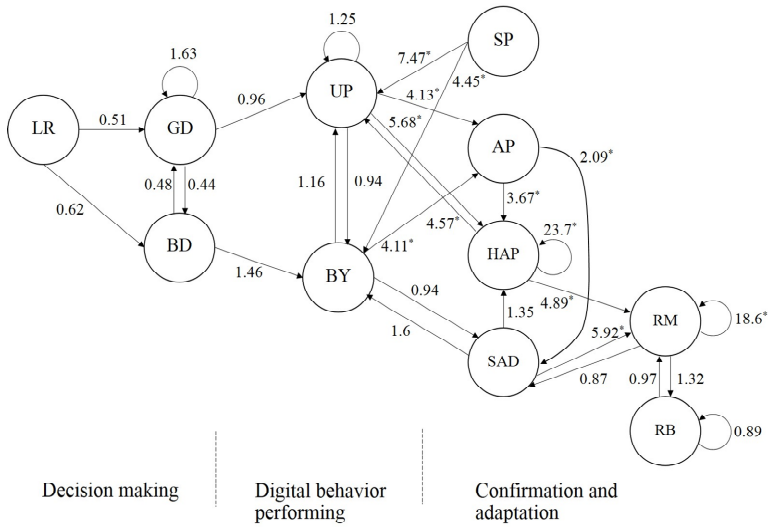 1.25
SP
1.63
7.47*
4.45*
UP
0.96
4.13*
LR
0.51
GD
5.68*
AP
2.09*
0.48
0.44
1.16
0.94
3.67*
0.62
4.57*
23.7*
4.11*
BD
HAP
1.46
BY
0.94
4.89*
1.35
RM
18.6*
1.6
5.92*
SAD
0.87
0.97
1.32
RB
0.89
Decision making
Digital behavior
performing
Confirmation and
adaptation